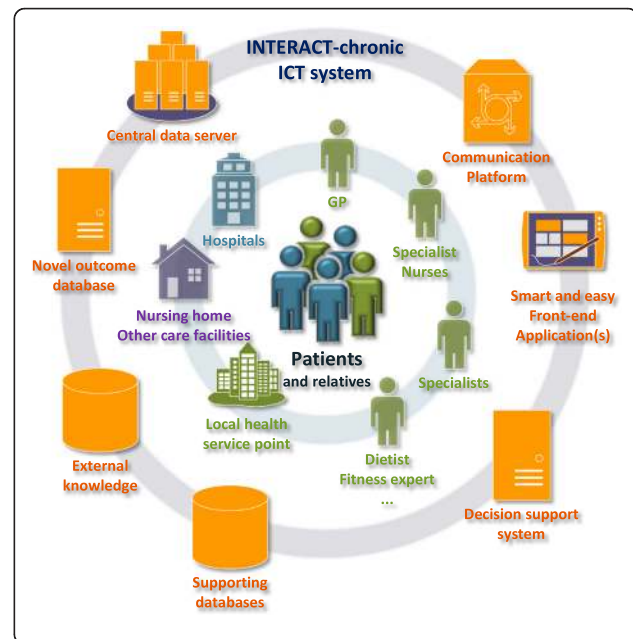 INTERACT-chronic
ICT system
Central data server
Communication
Platform
GP
Hospitals
Specialist
Nurses
Novel outcome
database
Smart and easy
Front-end
Application(s)
Nursing home
Other care facilities
Patients
and relatives
Specialists
Local health
service point
Dietist
Fitness expert
...
External
knowledge
Decision support
system
Supporting
databases